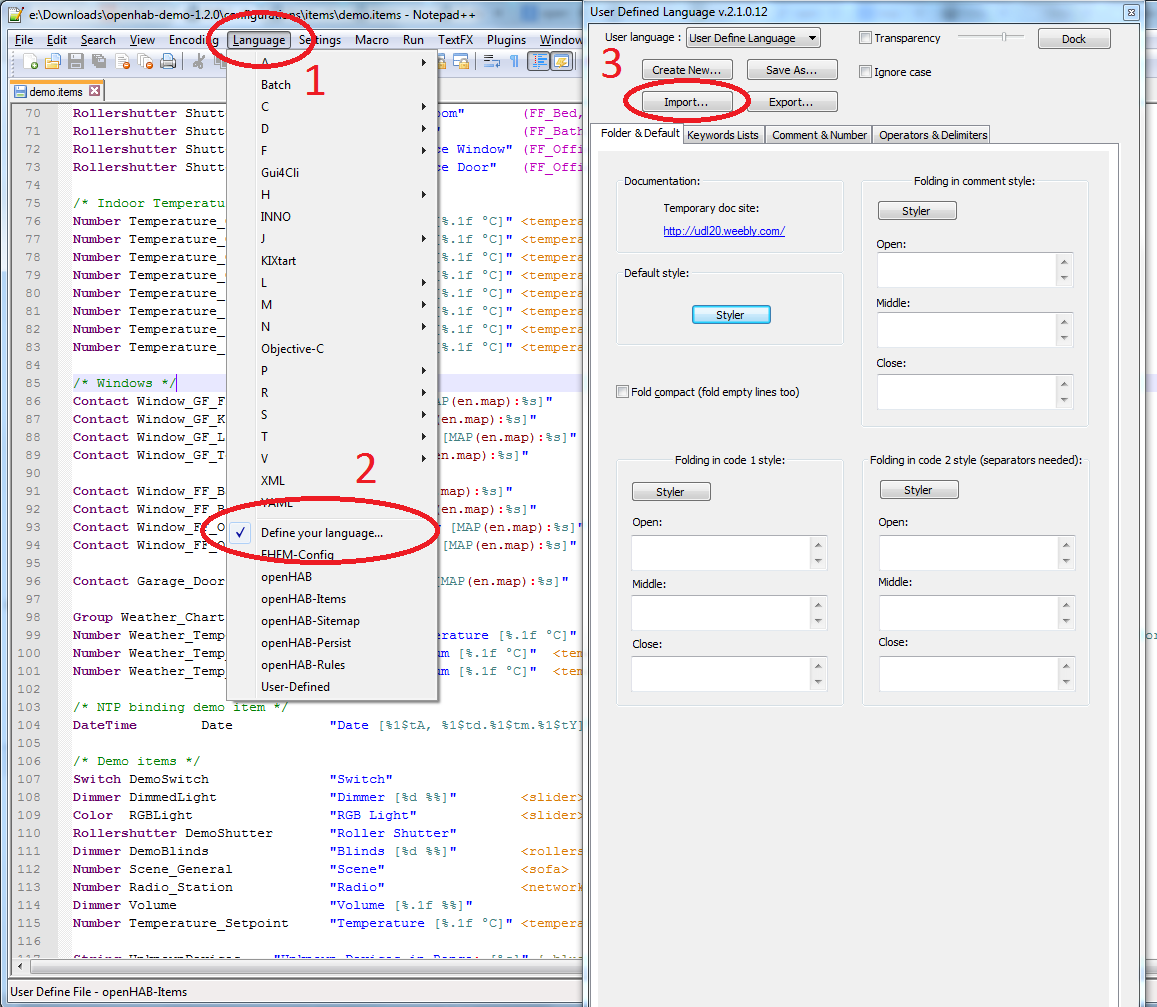 e:\Downloads\openhab-demo-1.2.0\configurations\items\demo.items - Notepad++
File Edit Search View Encoding Language Settings Macro Run TextFX Plugins Window
demo.items
1
A
Batch
C
D
F
Gui4Cli
H
INNO
J
KIXtart
L
M
N
Objective-C
P
R
S
T
V
XML
YAML
2
Define your language...
FHEM-Config
openHAB
openHAB-Items
openHAB-Sitemap
openHAB-Persist
openHAB-Rules
User-Defined
70 Rollershutter Shutt oom" (FF_Bed,
71 Rollershutter Shutt " (FF_Bath
72 Rollershutter Shutt e Window" (FF_Offi
73 Rollershutter Shutt e Door" (FF_Offi
74
75 /* Indoor Temperatu
76 Number Temperature_ [%.1f °C]" <tempera
77 Number Temperature_ [%.1f °C]" <tempera
78 Number Temperature_ [%.1f °C]" <tempera
79 Number Temperature_ [%.1f °C]" <tempera
80 Number Temperature_ [%.1f °C]" <tempera
81 Number Temperature_ [%.1f °C]" <tempera
82 Number Temperature_ [%.1f °C]" <tempera
83 Number Temperature_ [%.1f °C]" <tempera
84
85 /* Windows */
86 Contact Window_GF_F MAP(en.map):%s]"
87 Contact Window_GF_K en.map):%s]"
88 Contact Window_GF_L [MAP(en.map):%s]"
89 Contact Window_GF_T en.map):%s]"
90
91 Contact Window_FF_B map):%s]"
92 Contact Window_FF_B en.map):%s]"
93 Contact Window_FF_O [MAP(en.map):%s]"
94 Contact Window_FF_O [MAP(en.map):%s]"
95
96 Contact Garage_Door MAP(en.map):%s]"
97
98 Group Weather_Chart
99 Number Weather_Temp erature [%.1f °C]"
100 Number Weather_Temp_ um [%.1f °C]" <tem
101 Number Weather_Temp_ um [%.1f °C]" <tem
102
103 /* NTP binding demo item */
104 DateTime Date "Date [%1$tA, %1$td.%1$tm.%1$tY]
105
106 /* Demo items */
107 Switch DemoSwitch "Switch"
108 Dimmer DimmedLight "Dimmer [%d %%]" <slider>
109 Color RGBLight "RGB Light" <slider>
110 Rollershutter DemoShutter "Roller Shutter"
111 Dimmer DemoBlinds "Blinds [%d %%]" <rollers
112 Number Scene_General "Scene" <sofa>
113 Number Radio_Station "Radio" <network
114 Dimmer Volume "Volume [%.1f %%]"
115 Number Temperature_Setpoint "Temperature [%.1f °C]" <tempera
116
User Define File - openHAB-Items
User Defined Language v.2.1.0.12
User language : User Define Language Transparency Dock
3
Create New... Save As... Ignore case
Import... Export...
Folder & Default Keywords Lists Comment & Number Operators & Delimiters
Documentation:
Temporary doc site:
http://udl20.weebly.com/
Default style:
Styler
Fold compact (fold empty lines too)
Folding in comment style:
Styler
Open:
Middle:
Close:
Folding in code 1 style:
Styler
Open:
Middle:
Close:
Folding in code 2 style (separators needed):
Styler
Open:
Middle:
Close: